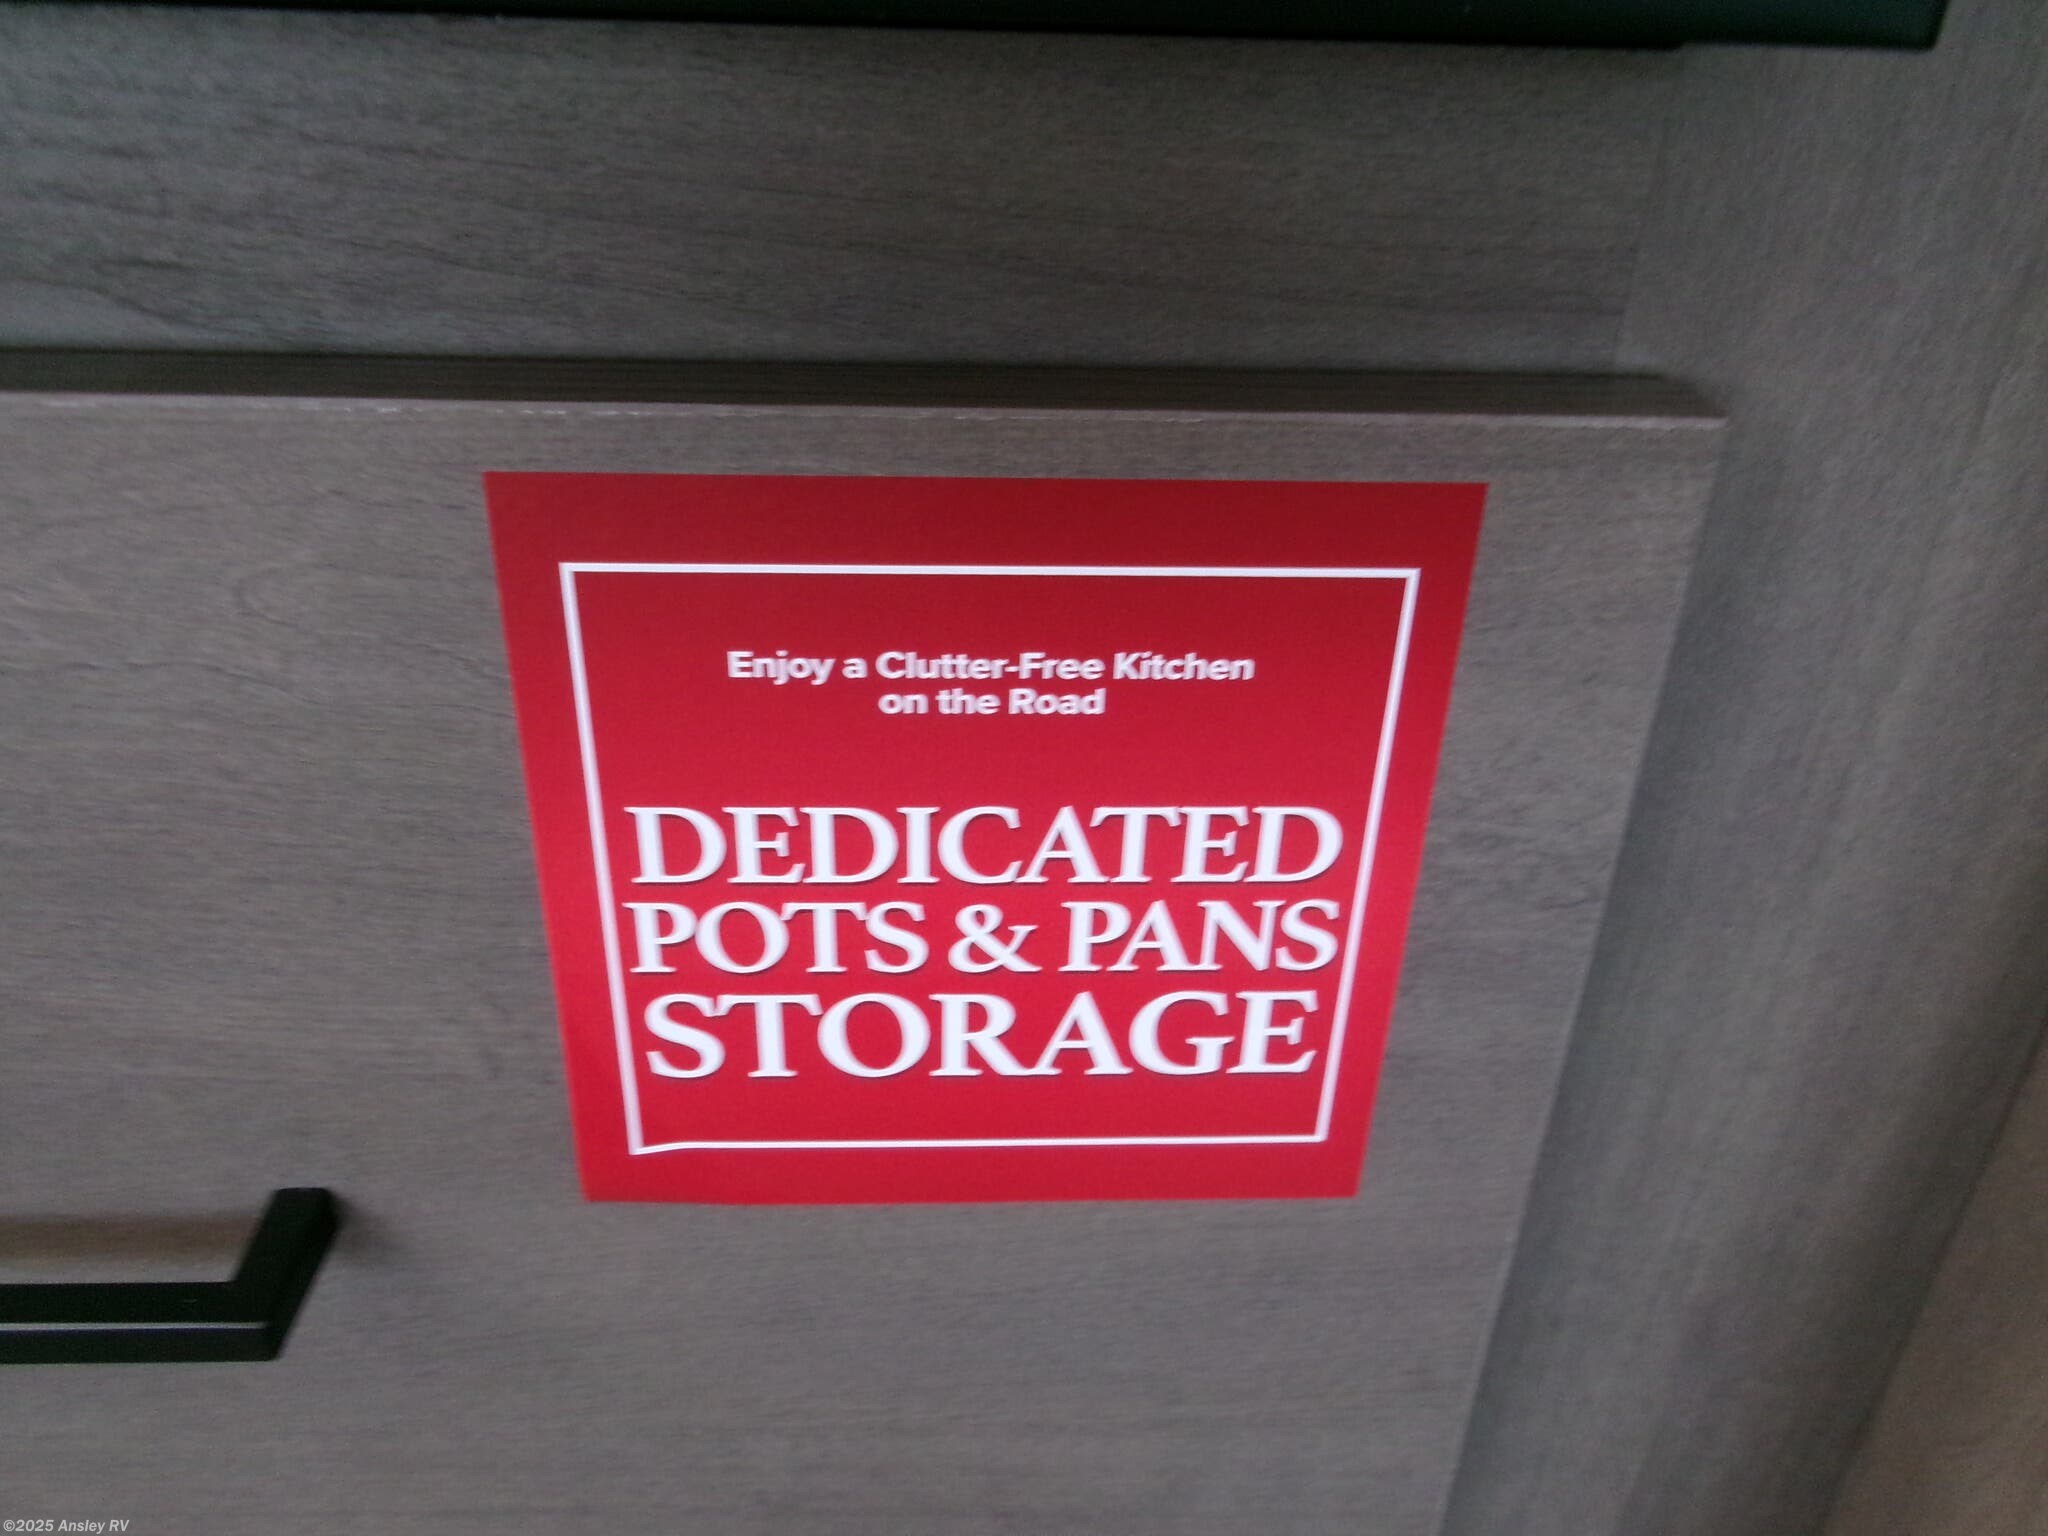 Enjoy a Clutter-Free Kitchen
on the Road
DEDICATED
POTS & PANS
STORAGE
©2025 Ansley RV